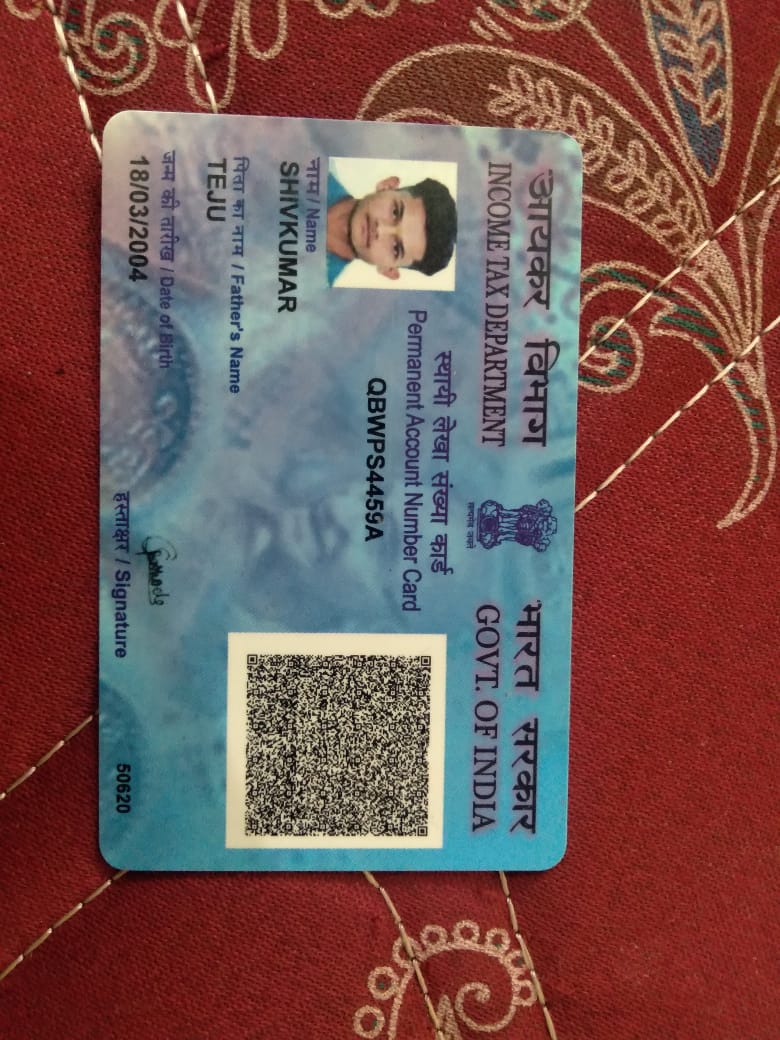 आयकर विभाग
INCOME TAX DEPARTMENT
सत्यमेव जयते
भारत सरकार
GOVT. OF INDIA
स्थायी लेखा संख्या कार्ड
Permanent Account Number Card
QBWPS4459A
नाम / Name
SHIVKUMAR
पिता का नाम / Father's Name
TEJU
जन्म की तारीख / Date of Birth
18/03/2004
हस्ताक्षर / Signature
50620